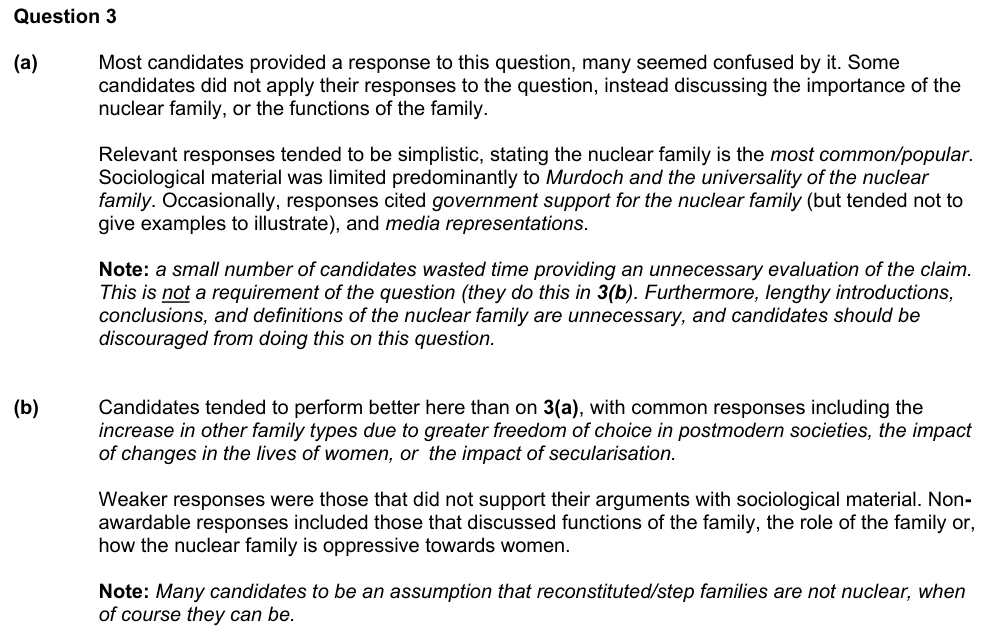 Question 3
(a) Most candidates provided a response to this question, many seemed confused by it. Some
candidates did not apply their responses to the question, instead discussing the importance of the
nuclear family, or the functions of the family.
Relevant responses tended to be simplistic, stating the nuclear family is the most common/popular.
Sociological material was limited predominantly to Murdoch and the universality of the nuclear
family. Occasionally, responses cited government support for the nuclear family (but tended not to
give examples to illustrate), and media representations.
Note: a small number of candidates wasted time providing an unnecessary evaluation of the claim.
This is not a requirement of the question (they do this in 3(b). Furthermore, lengthy introductions,
conclusions, and definitions of the nuclear family are unnecessary, and candidates should be
discouraged from doing this on this question.
(b) Candidates tended to perform better here than on 3(a), with common responses including the
increase in other family types due to greater freedom of choice in postmodern societies, the impact
of changes in the lives of women, or the impact of secularisation.
Weaker responses were those that did not support their arguments with sociological material. Non-
awardable responses included those that discussed functions of the family, the role of the family or,
how the nuclear family is oppressive towards women.
Note: Many candidates to be an assumption that reconstituted/step families are not nuclear, when
of course they can be.